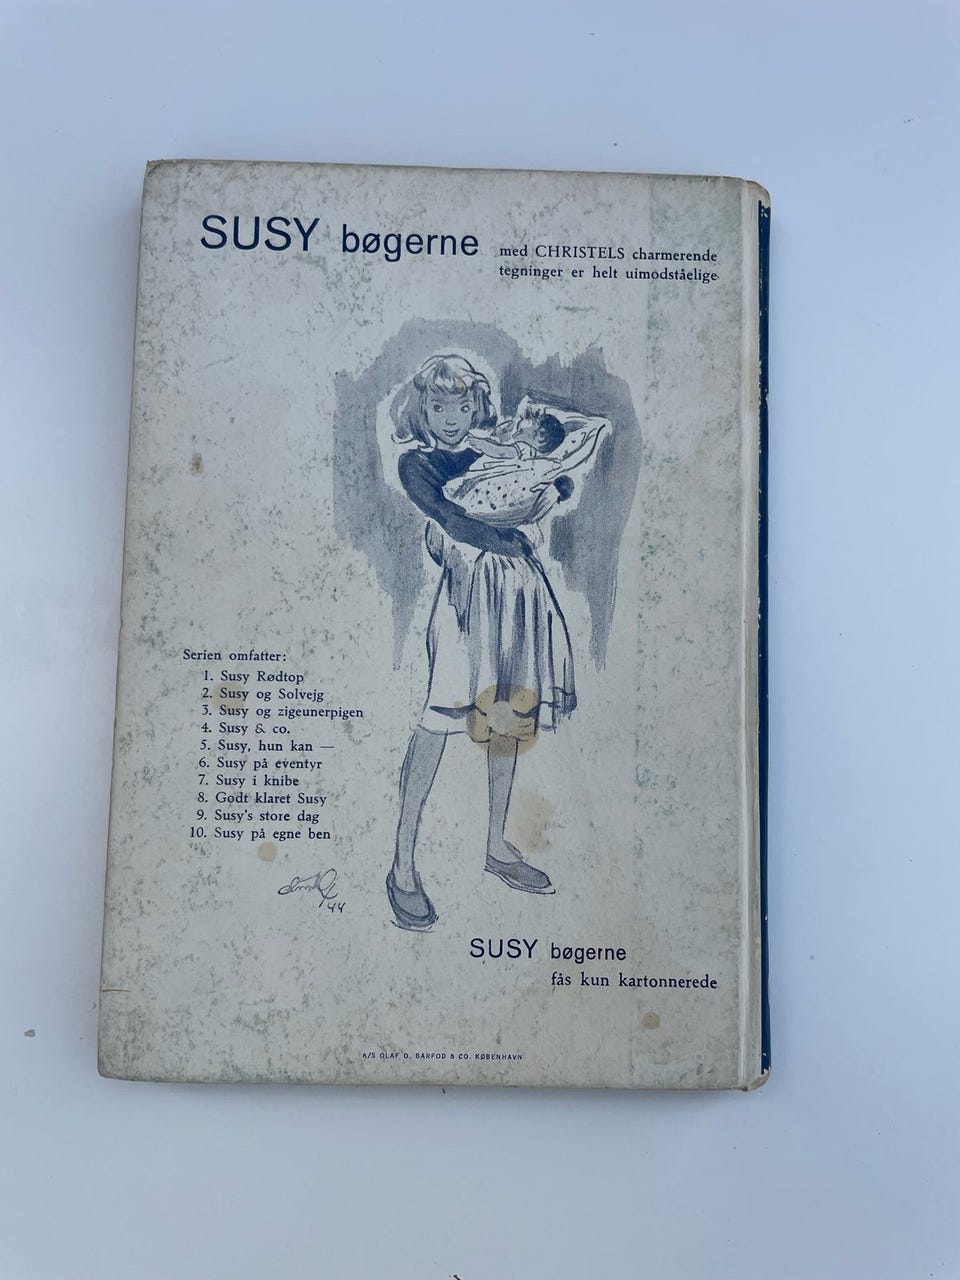 SUSY bøgerne med CHRISTELS charmerende
tegninger er helt uimodståelige
Serien omfatter:
1. Susy Rødtop
2. Susy og Solvejg
3. Susy og zigeunerpigen
4. Susy & co.
5. Susy, hun kan —
6. Susy på eventyr
7. Susy i knibe
8. Godt klaret Susy
9. Susy's store dag
10. Susy på egne ben
44
SUSY bøgerne
fås kun kartonnerede
A/S OLAF O. BARFOD & CO. KØBENHAVN